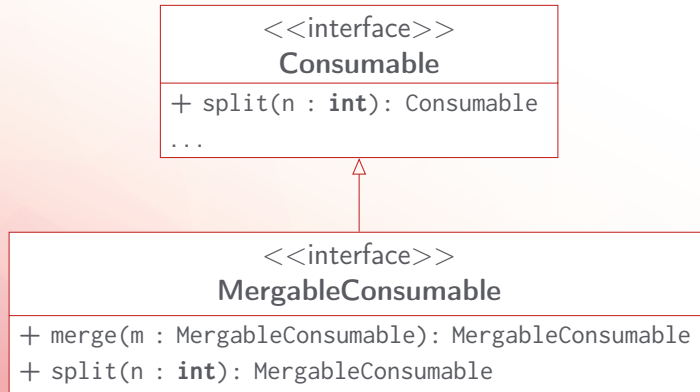 <<interface>>
Consumable
+ split(n : int): Consumable
...
<<interface>>
MergableConsumable
+ merge(m : MergableConsumable): MergableConsumable
+ split(n : int): MergableConsumable